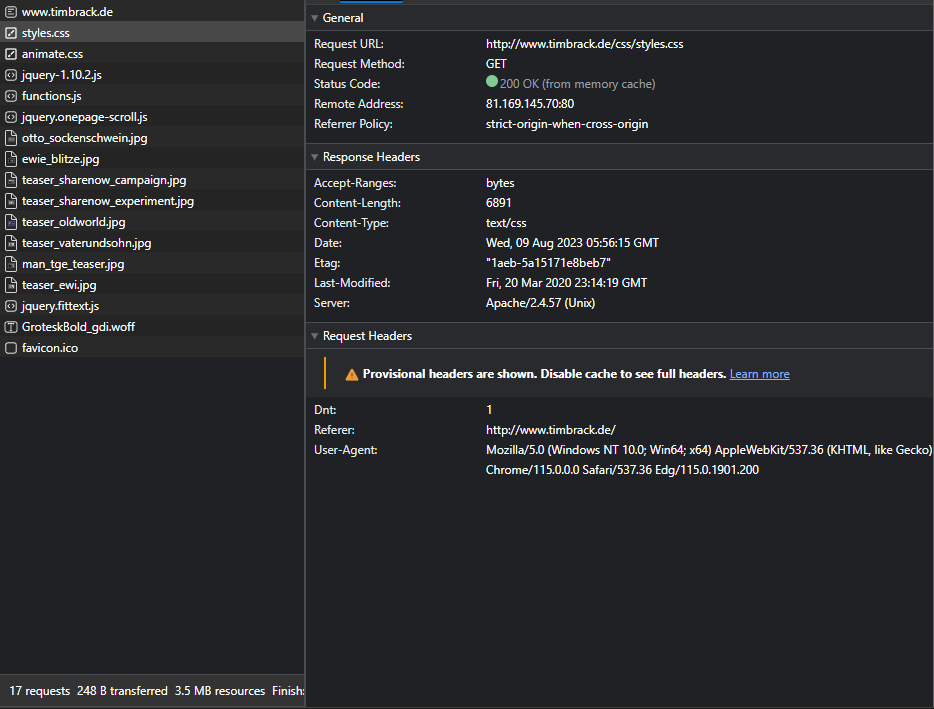 www.timbrack.de
styles.css
animate.css
jquery-1.10.2.js
functions.js
jquery.onepage-scroll.js
otto_sockenschwein.jpg
ewie_blitze.jpg
teaser_sharenow_campaign.jpg
teaser_sharenow_experiment.jpg
teaser_oldworld.jpg
teaser_vaterundsohn.jpg
man_tge_teaser.jpg
teaser_ewi.jpg
jquery.fittext.js
GroteskBold_gdi.woff
favicon.ico
17 requests 248 B transferred 3.5 MB resources Finish:
General
Request URL: http://www.timbrack.de/css/styles.css
Request Method: GET
Status Code: 200 OK (from memory cache)
Remote Address: 81.169.145.70:80
Referrer Policy: strict-origin-when-cross-origin
Response Headers
Accept-Ranges: bytes
Content-Length: 6891
Content-Type: text/css
Date: Wed, 09 Aug 2023 05:56:15 GMT
Etag: "1aeb-5a15171e8beb7"
Last-Modified: Fri, 20 Mar 2020 23:14:19 GMT
Server: Apache/2.4.57 (Unix)
Request Headers
Provisional headers are shown. Disable cache to see full headers. Learn more
Dnt: 1
Referer: http://www.timbrack.de/
User-Agent: Mozilla/5.0 (Windows NT 10.0; Win64; x64) AppleWebKit/537.36 (KHTML, like Gecko)
Chrome/115.0.0.0 Safari/537.36 Edg/115.0.1901.200